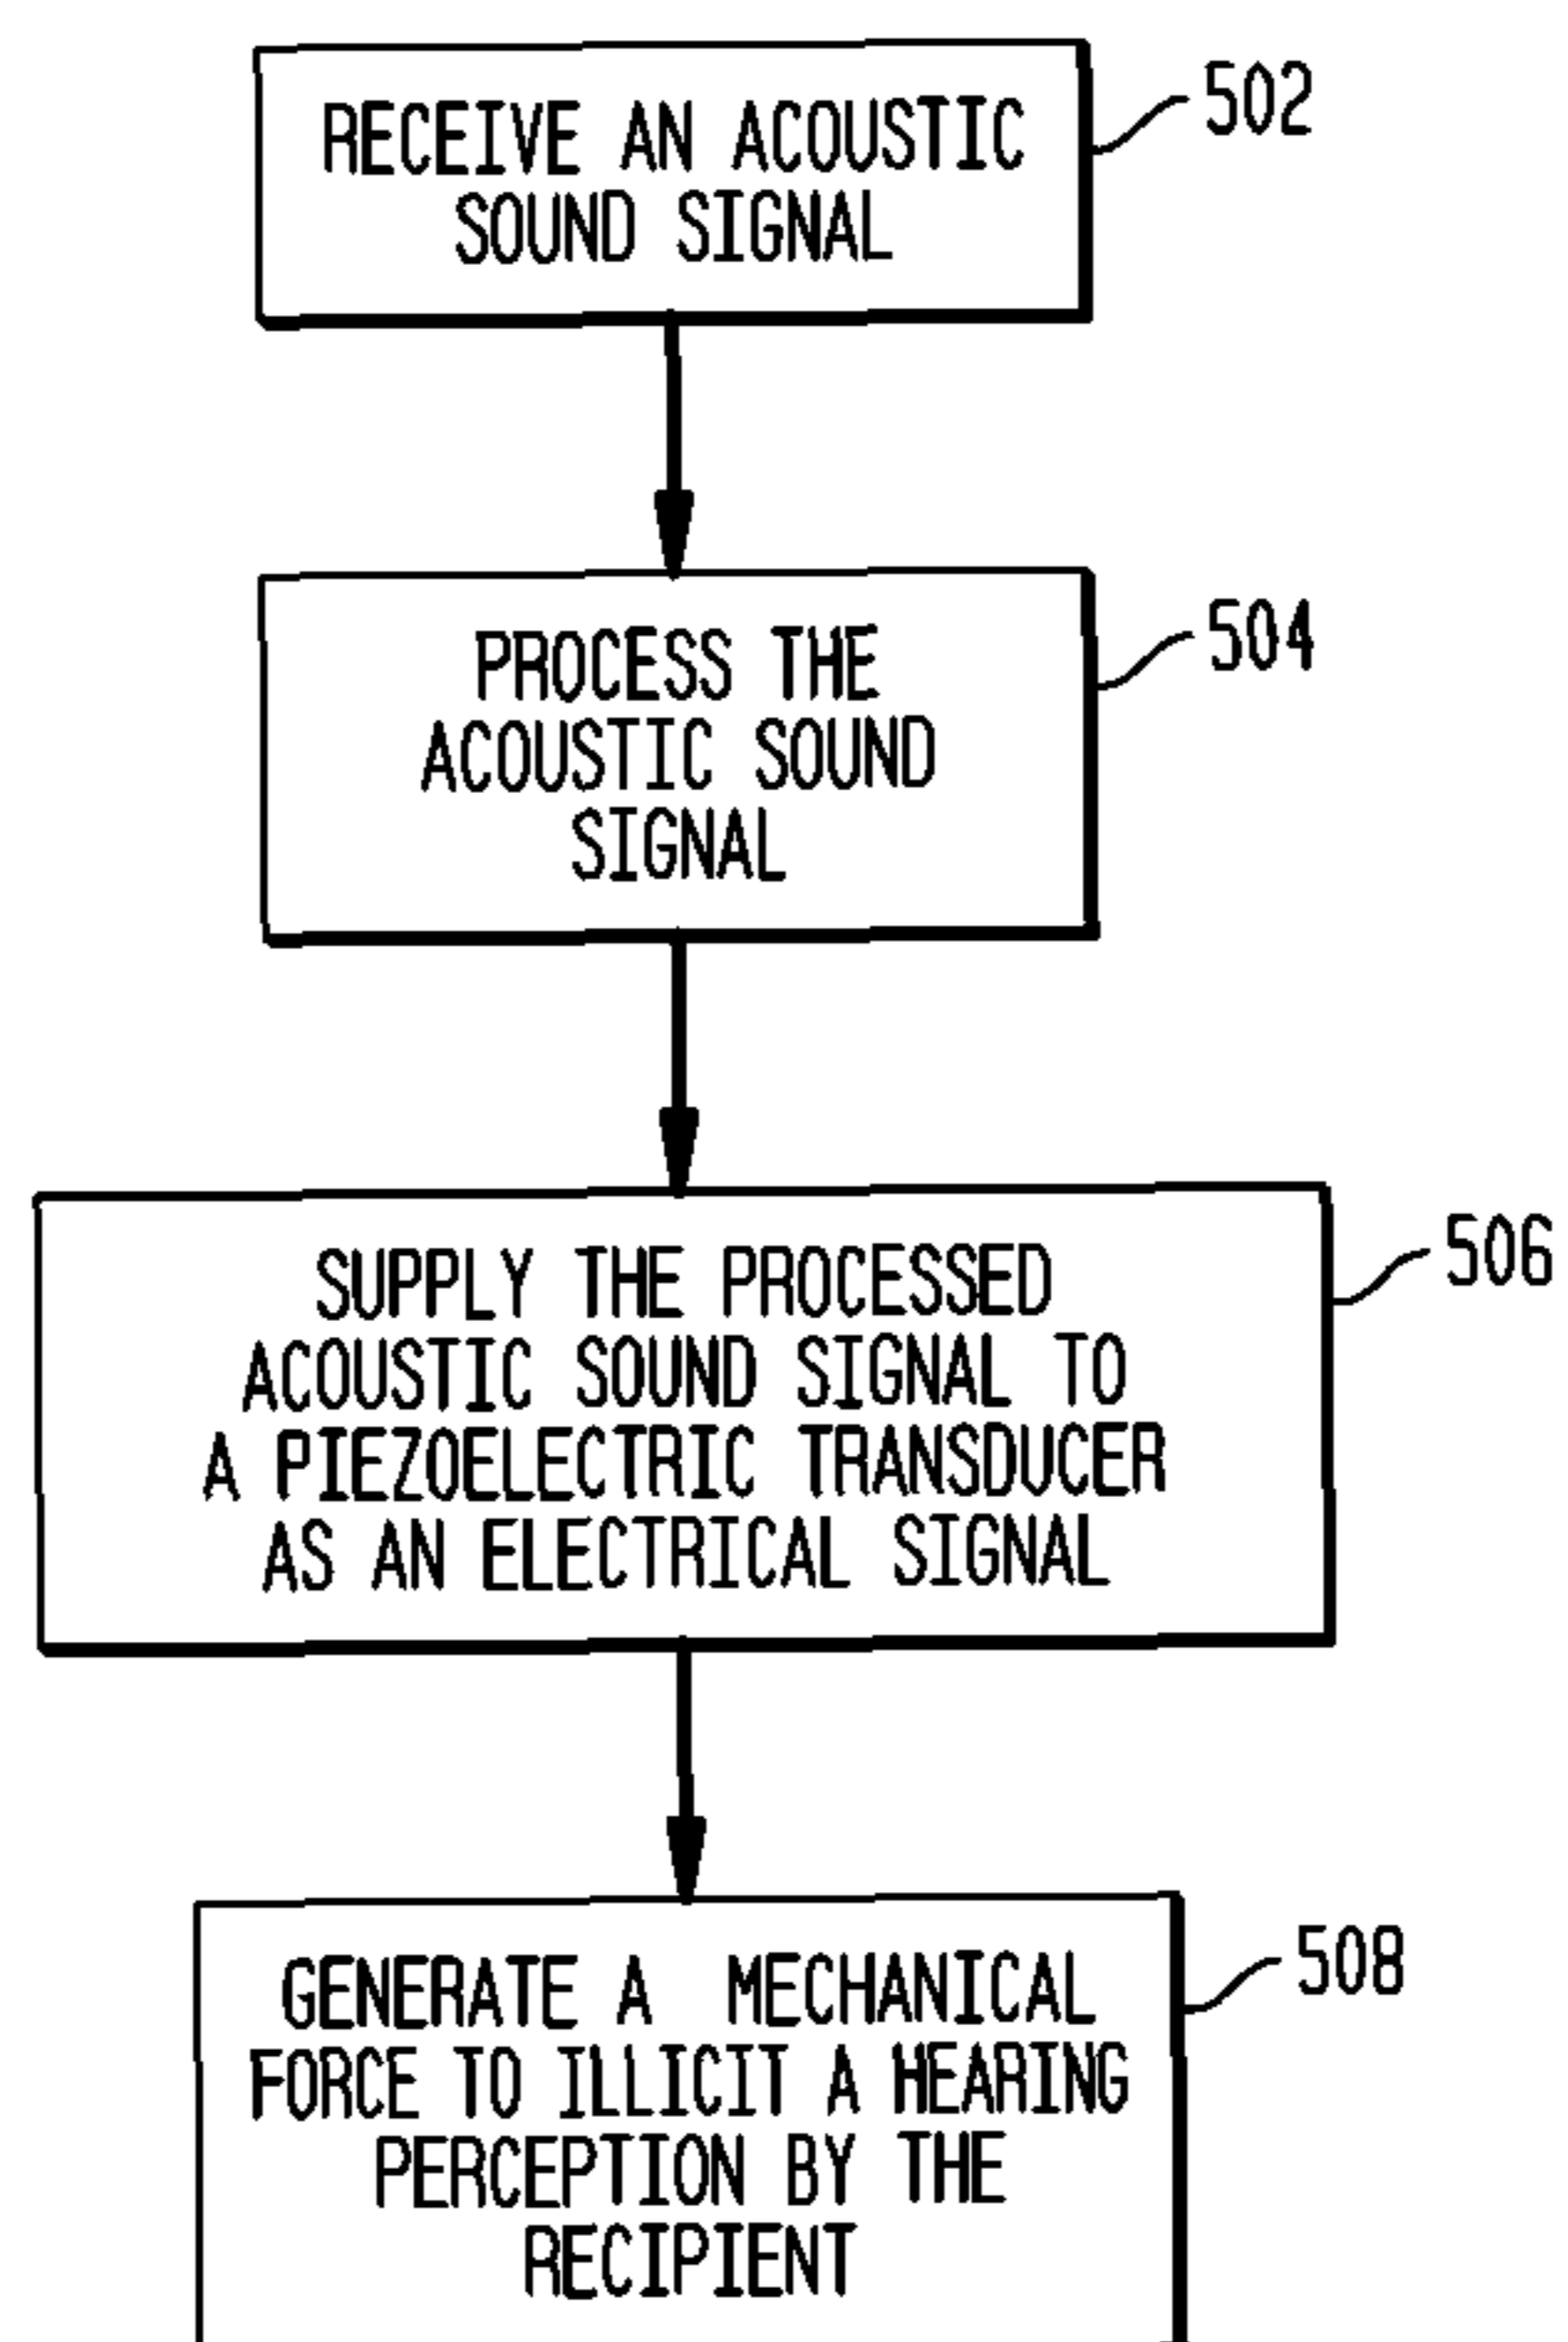 RECEIVE AN ACOUSTIC
SOUND SIGNAL
502
PROCESS THE
ACOUSTIC SOUND
SIGNAL
504
SUPPLY THE PROCESSED
ACOUSTIC SOUND SIGNAL TO
A PIEZOELECTRIC TRANSDUCER
AS AN ELECTRICAL SIGNAL
506
GENERATE A MECHANICAL
FORCE TO ILLICIT A HEARING
PERCEPTION BY THE
RECIPIENT
508